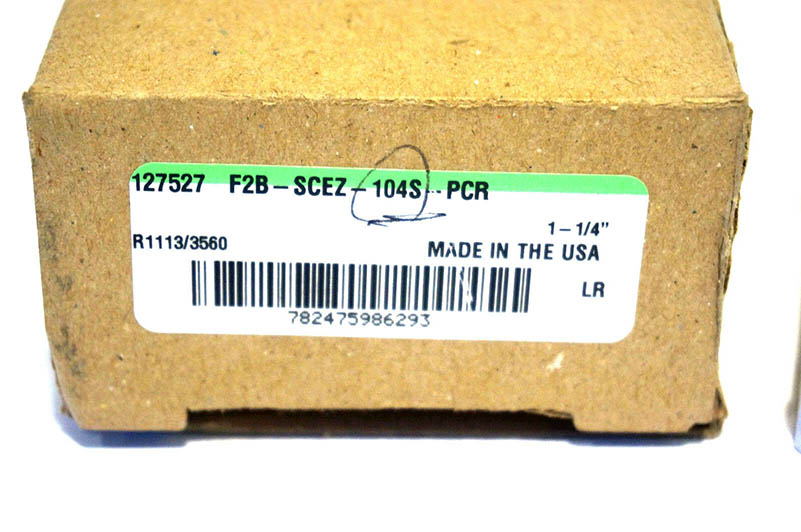 127527 F2B-SCEZ-104S-PCR
1-1/4"
R1113/3560
MADE IN THE USA
LR
782475986293